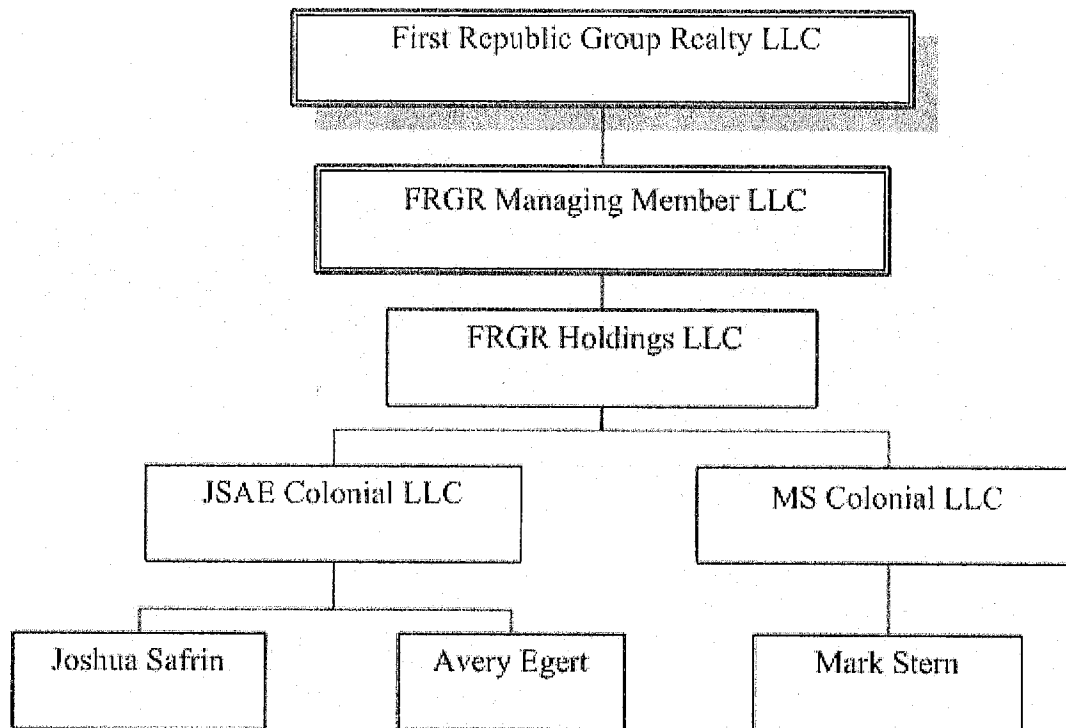 First Republic Group Realty LLC
FRGR Managing Member LLC
FRGR Holdings LLC
JSAE Colonial LLC
MS Colonial LLC
Joshua Safrin
Avery Egert
Mark Stern